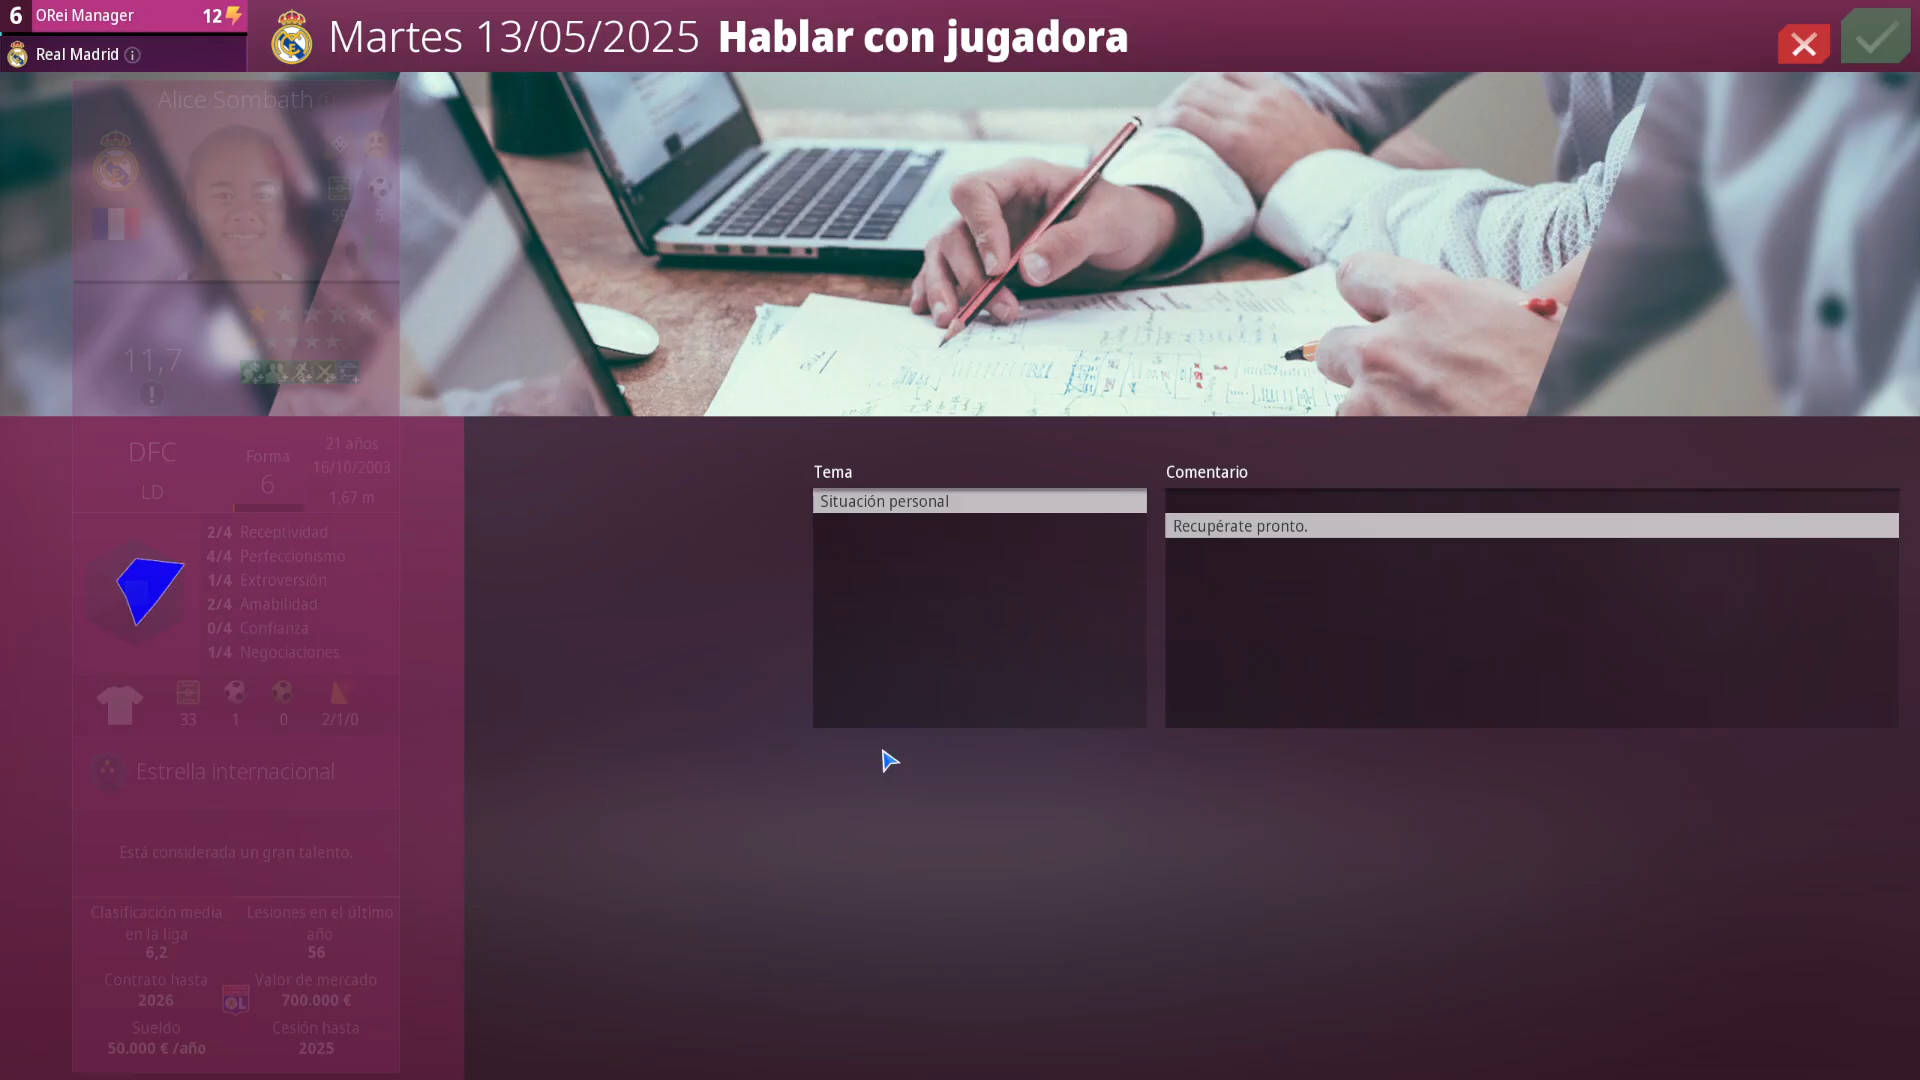 6 ORei Manager 12
Real Madrid
Martes 13/05/2025 Hablar con jugadora
Alice Sombath
59 5
11,7
DFC
LD
Forma
6
21 años
16/10/2003
1,67 m
2/4 Receptividad
4/4 Perfeccionismo
1/4 Extroversión
2/4 Amabilidad
0/4 Confianza
1/4 Negociaciones
33 1 0 2/1/0
Estrella internacional
Está considerada un gran talento.
Clasificación media
en la liga
6,2
Lesiones en el último
año
56
Contrato hasta
2026
OL
Valor de mercado
700.000 €
Sueldo
50.000 € /año
Cesión hasta
2025
Tema
Situación personal
Comentario
Recupérate pronto.